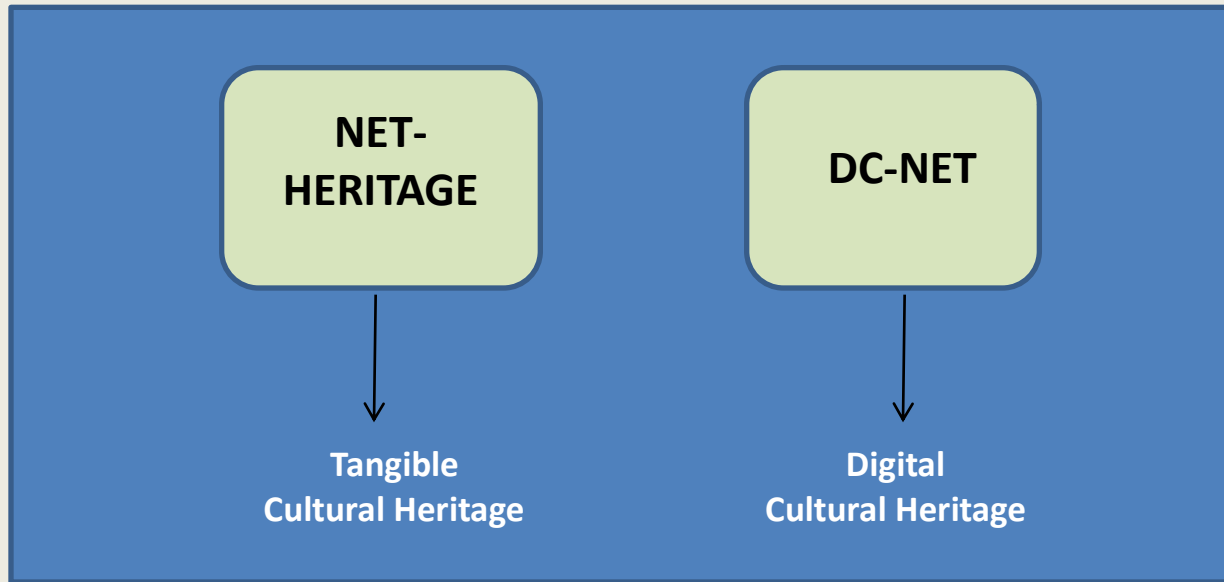 NET-
HERITAGE
DC-NET
Tangible
Cultural Heritage
Digital
Cultural Heritage